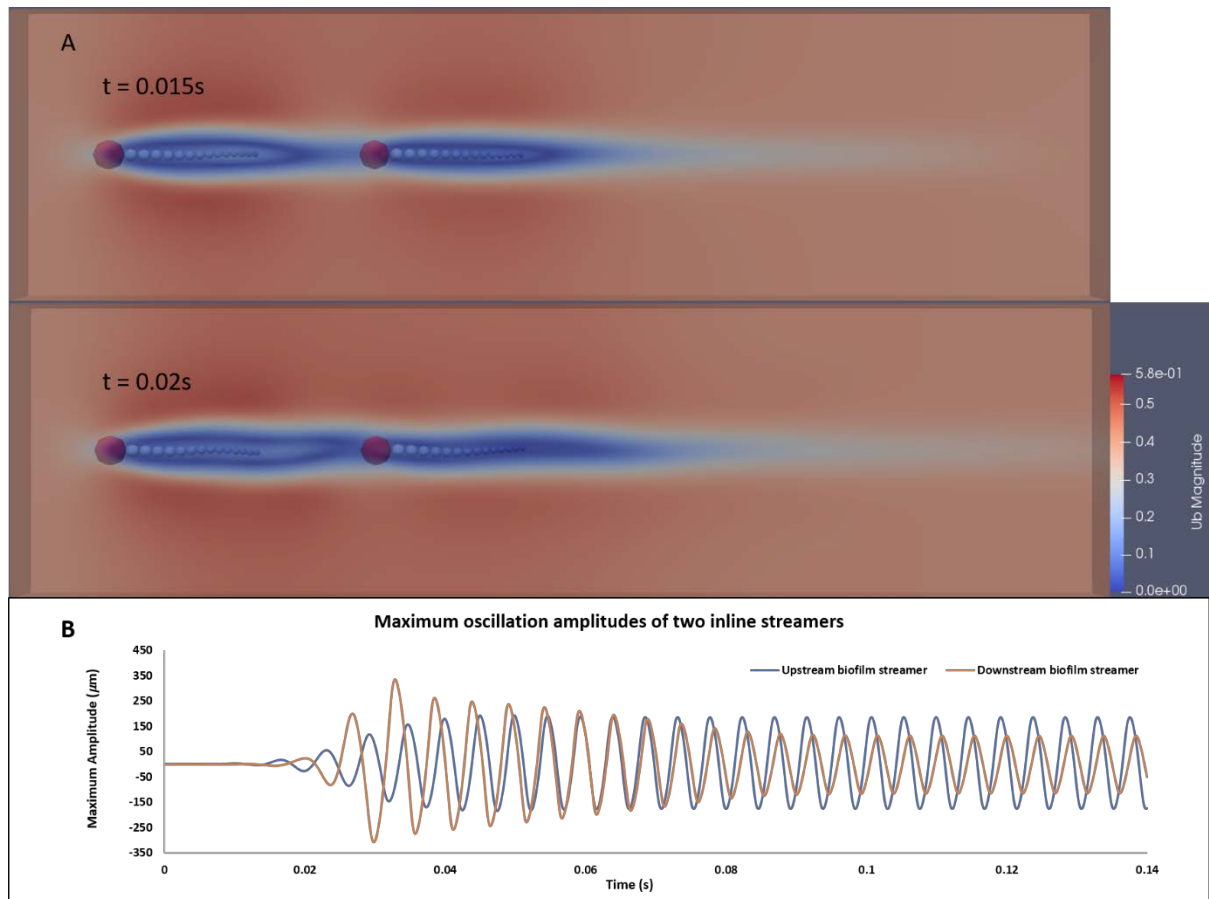 A
t = 0.015s
t = 0.02s
5.8e-01
0.5
0.4
0.3
0.2
0.1
0.0e+00
Ub Magnitude
B
Maximum oscillation amplitudes of two inline streamers
Upstream biofilm streamer
Downstream biofilm streamer
Maximum Amplitude (μm)
450
350
250
150
50
-50
-150
-250
-350
0 0.02 0.04 0.06 0.08 0.1 0.12 0.14
Time (s)